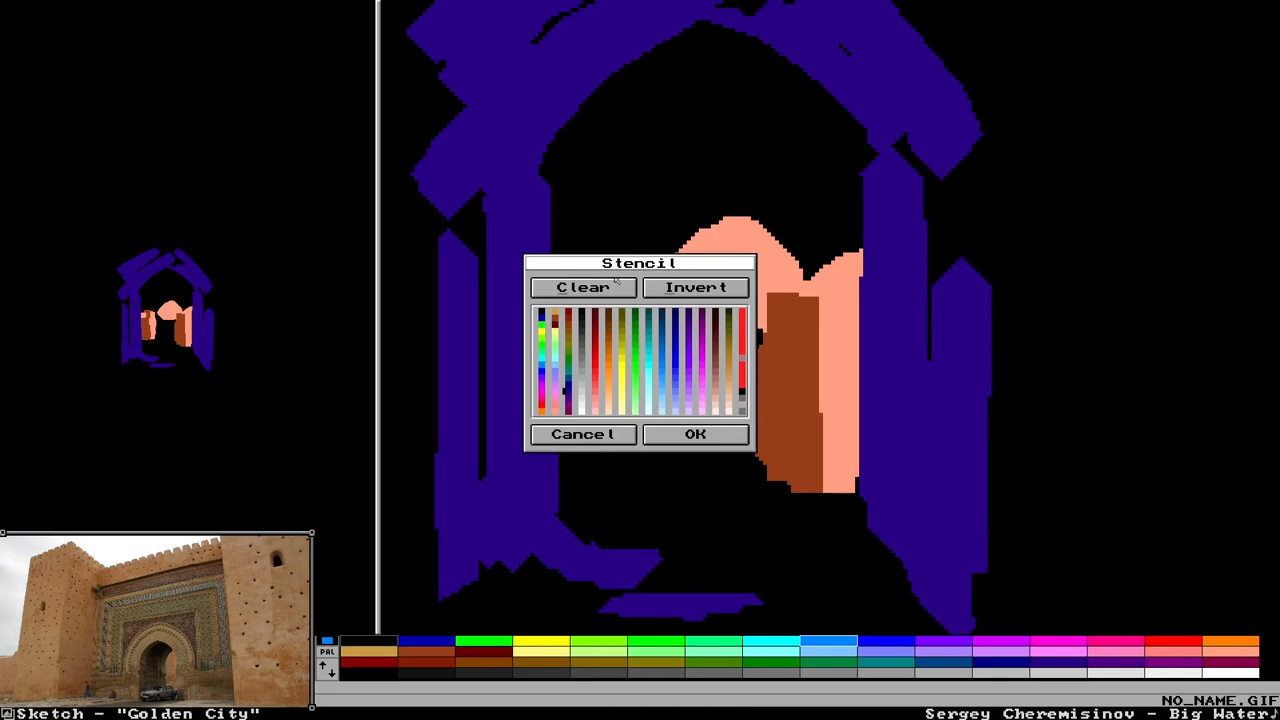 Stencil
Clear
Invert
Cancel
OK
PAL
NO_NAME.GIF
Sketch - "Golden City"
Sergey Cheremisinov - Big Water♪